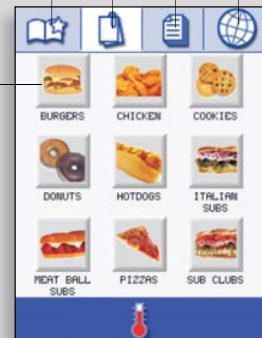 BURGERS CHICKEN COOKIES
DONUTS HOTDOGS ITALIAN
SUBS
MEAT BALL PIZZAS SUB CLUBS
SUBS